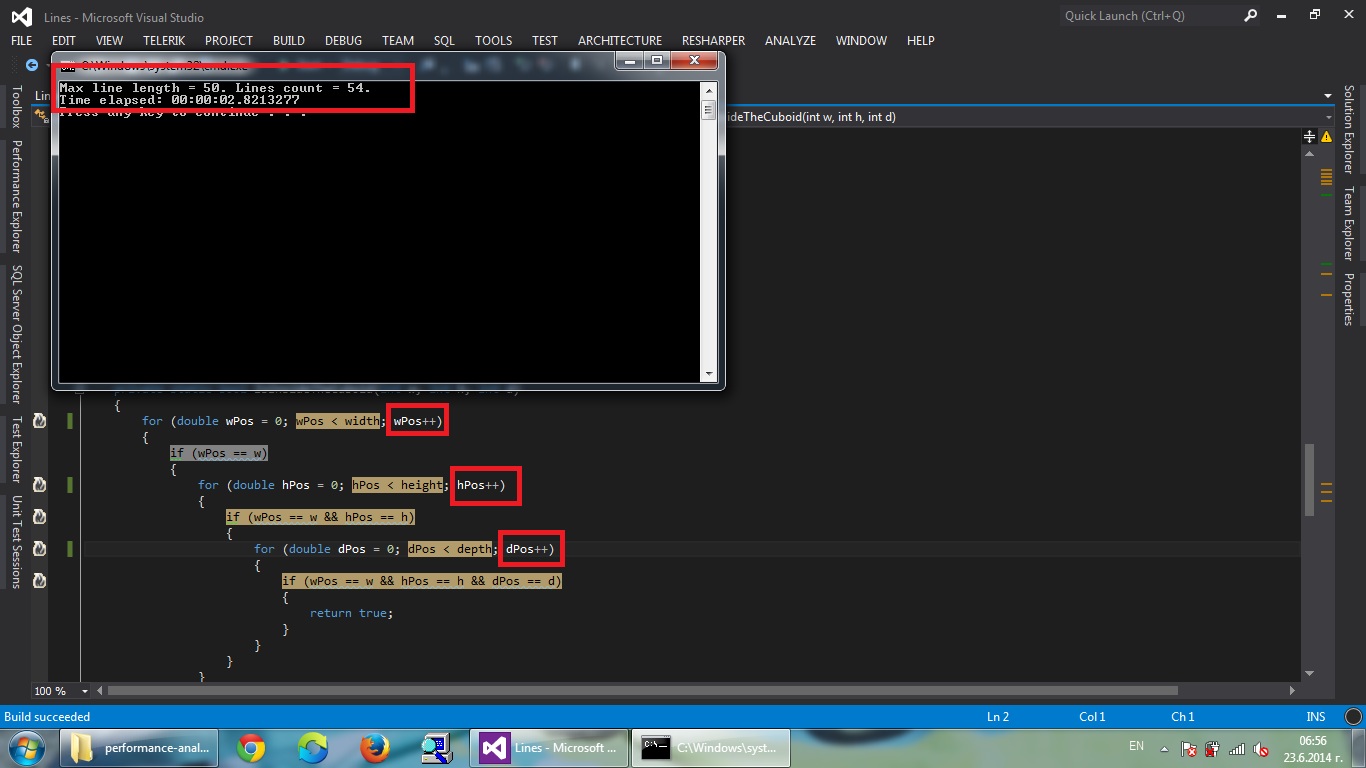 Lines - Microsoft Visual Studio
Quick Launch (Ctrl+Q)
FILE EDIT VIEW TELERIK PROJECT BUILD DEBUG TEAM SQL TOOLS TEST ARCHITECTURE RESHARPER ANALYZE WINDOW HELP
C:\Windows\system32\cmd.exe
Max line length = 50. Lines count = 54.
Time elapsed: 00:00:02.8213277
Press any key to continue . . .
Toolbox
Performance Explorer
SQL Server Object Explorer
Test Explorer
Unit Test Sessions
Lin
ideTheCuboid(int w, int h, int d)
Solution Explorer
Team Explorer
Properties
{
for (double wPos = 0; wPos < width; wPos++)
{
if (wPos == w)
{
for (double hPos = 0; hPos < height; hPos++)
{
if (wPos == w && hPos == h)
{
for (double dPos = 0; dPos < depth; dPos++)
{
if (wPos == w && hPos == h && dPos == d)
{
return true;
}
}
}
}
100 %
Build succeeded
Ln 2 Col 1 Ch 1 INS
performance-anal...
Lines - Microsoft ...
C:\Windows\syst...
EN
06:56
23.6.2014 г.